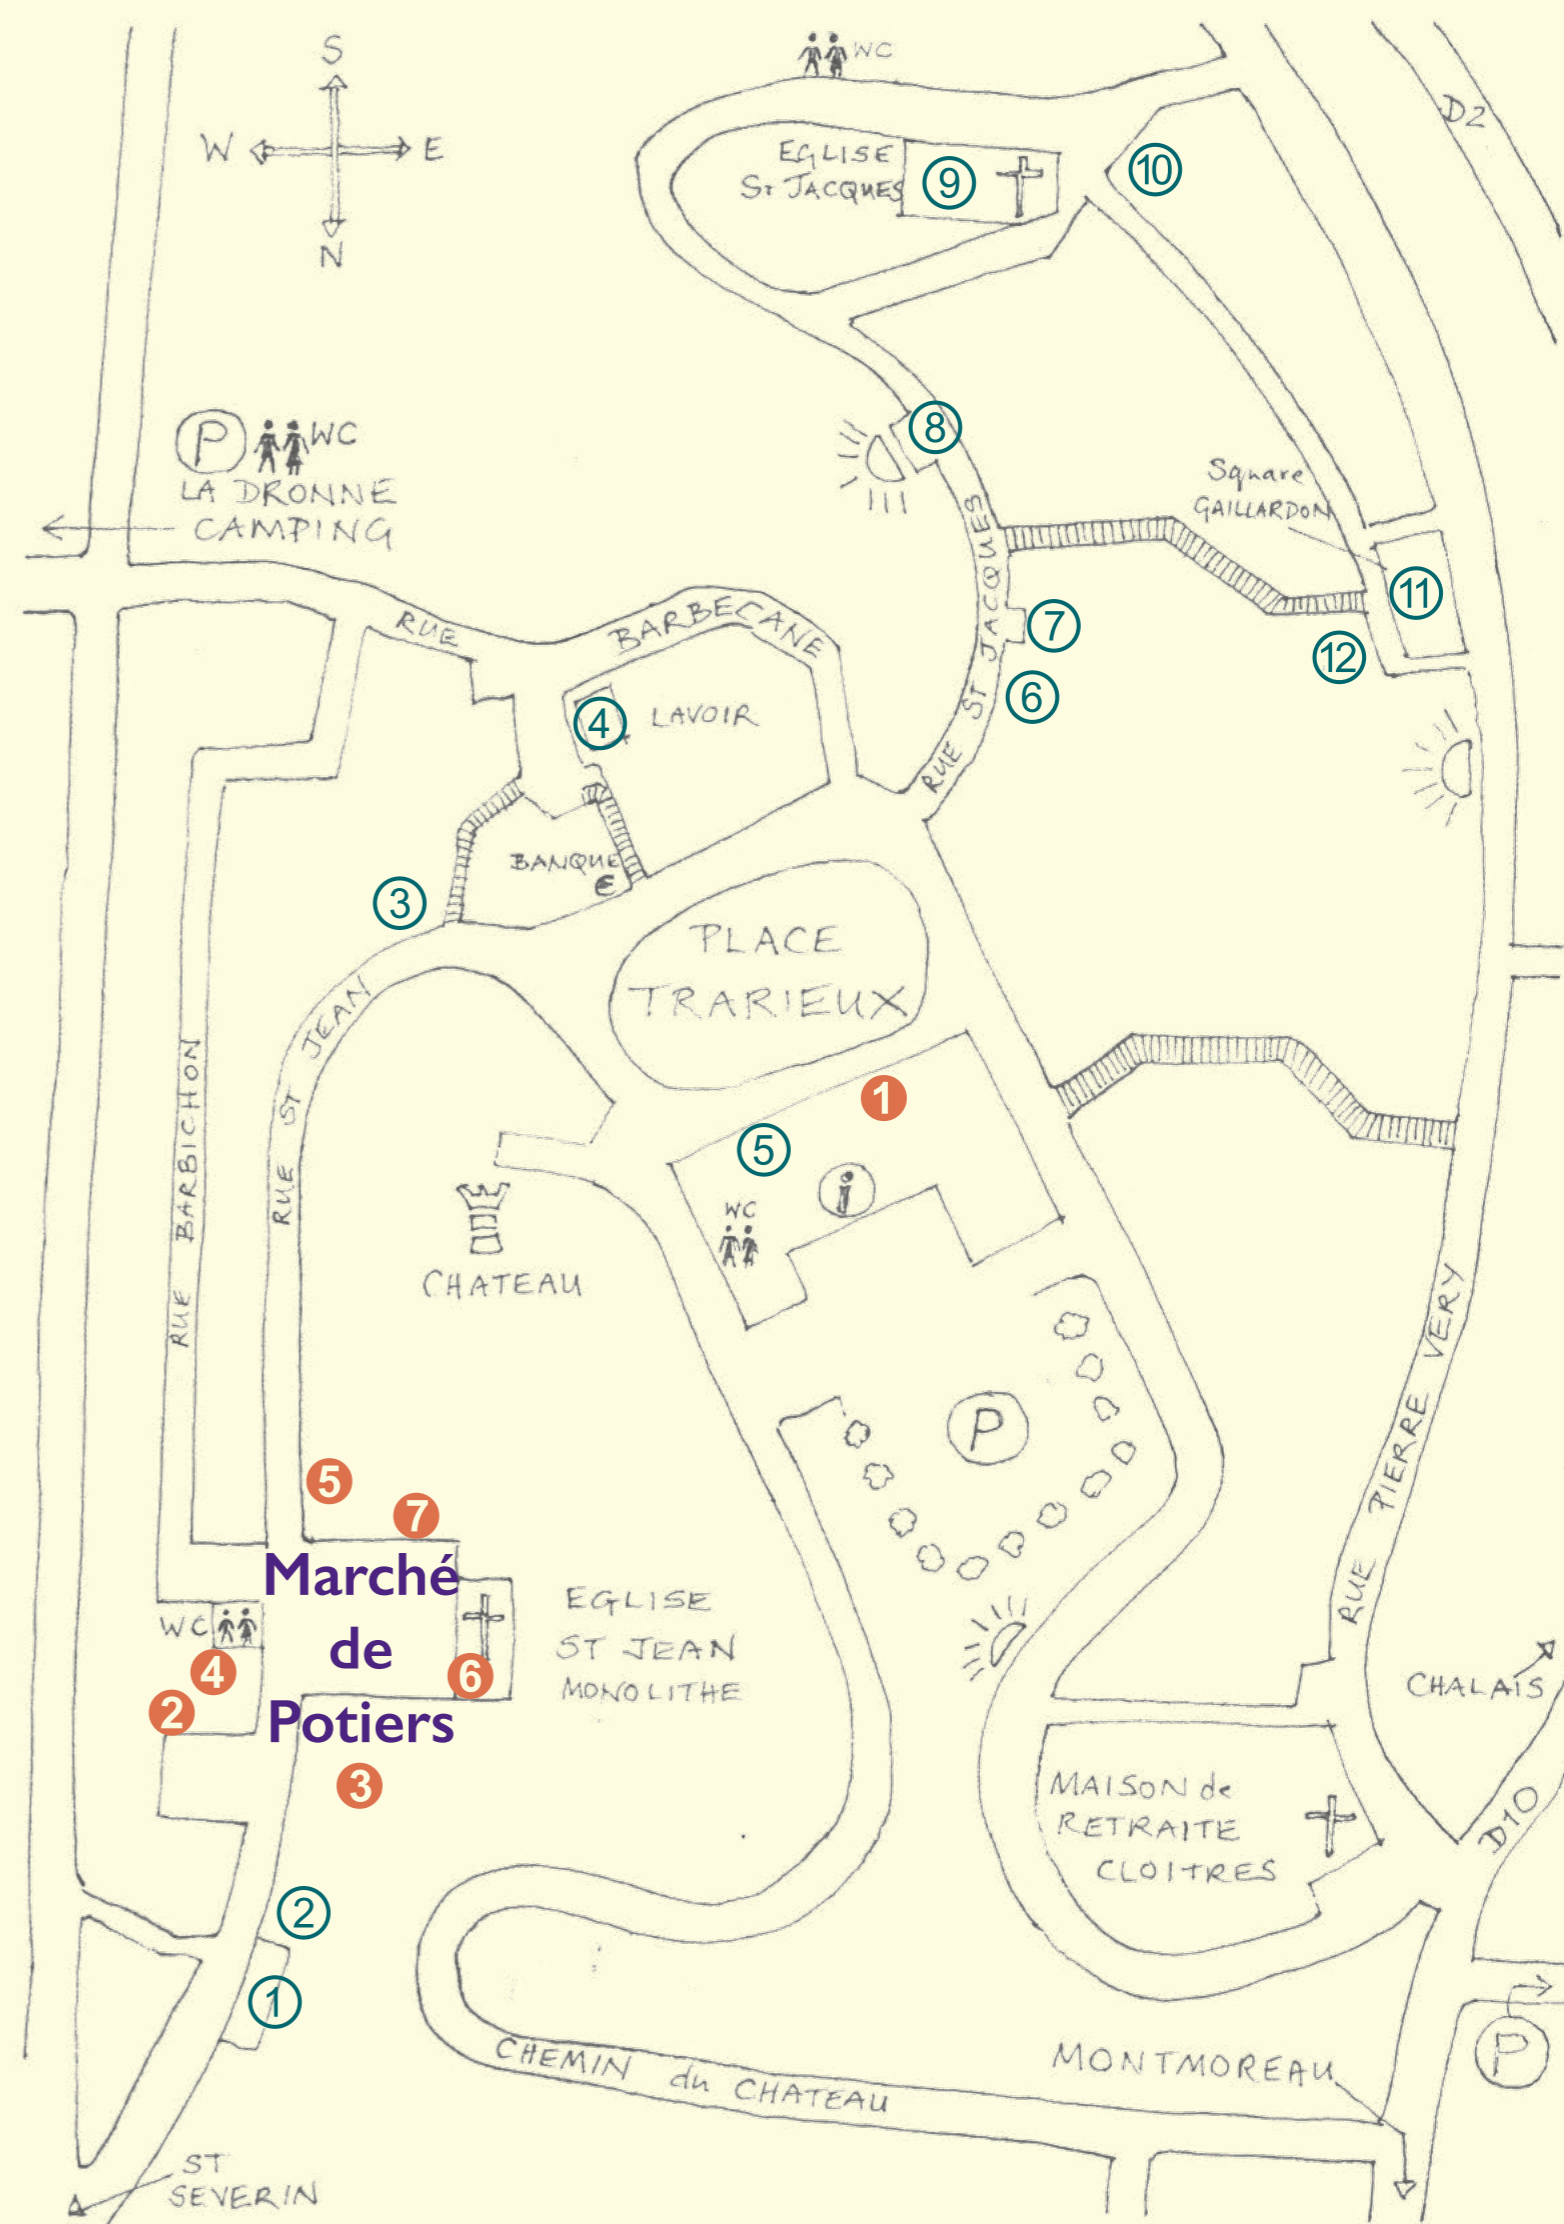 S
W
E
N
WC
EGLISE
St JACQUES
9
10
D2
P
WC
LA DRONNE
CAMPING
8
Square
GAILLARDON
11
12
7
6
RUE ST JACQUES
RUE BARBECANE
4
LAVOIR
BANQUE
€
3
PLACE
TRARIEUX
RUE ST JEAN
RUE BARBICHON
1
5
i
WC
CHATEAU
P
RUE PIERRE VERY
5
7
Marché
de
Potiers
WC
4
2
6
3
EGLISE
ST JEAN
MONOLITHE
CHALAIS
D10
MAISON de
RETRAITE
CLOITRES
2
1
CHEMIN du CHATEAU
MONTMOREAU
P
ST
SEVERIN